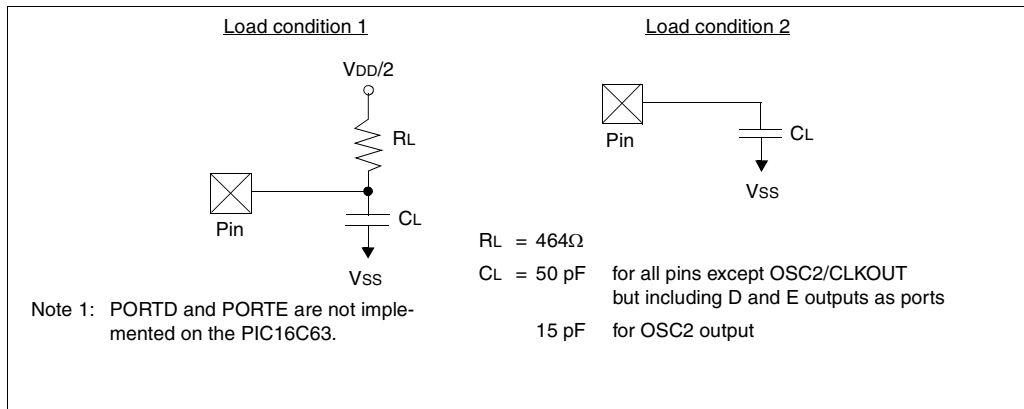 Load condition 1
VDD/2
RL
Pin
CL
VSS
Note 1: PORTD and PORTE are not imple-
mented on the PIC16C63.
Load condition 2
Pin
CL
VSS
RL = 464Ω
CL = 50 pF for all pins except OSC2/CLKOUT
but including D and E outputs as ports
15 pF for OSC2 output